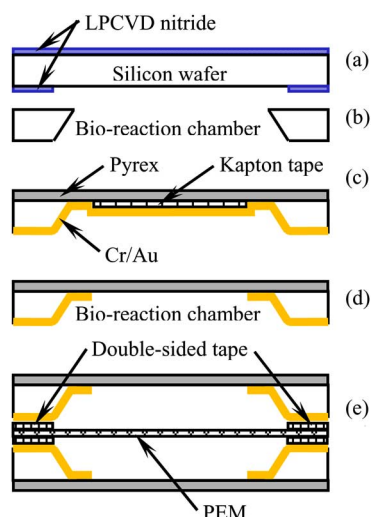 LPCVD nitride
Silicon wafer
(a)
Bio-reaction chamber
(b)
Pyrex
Kapton tape
(c)
Cr/Au
(d)
Bio-reaction chamber
Double-sided tape
(e)
PEM